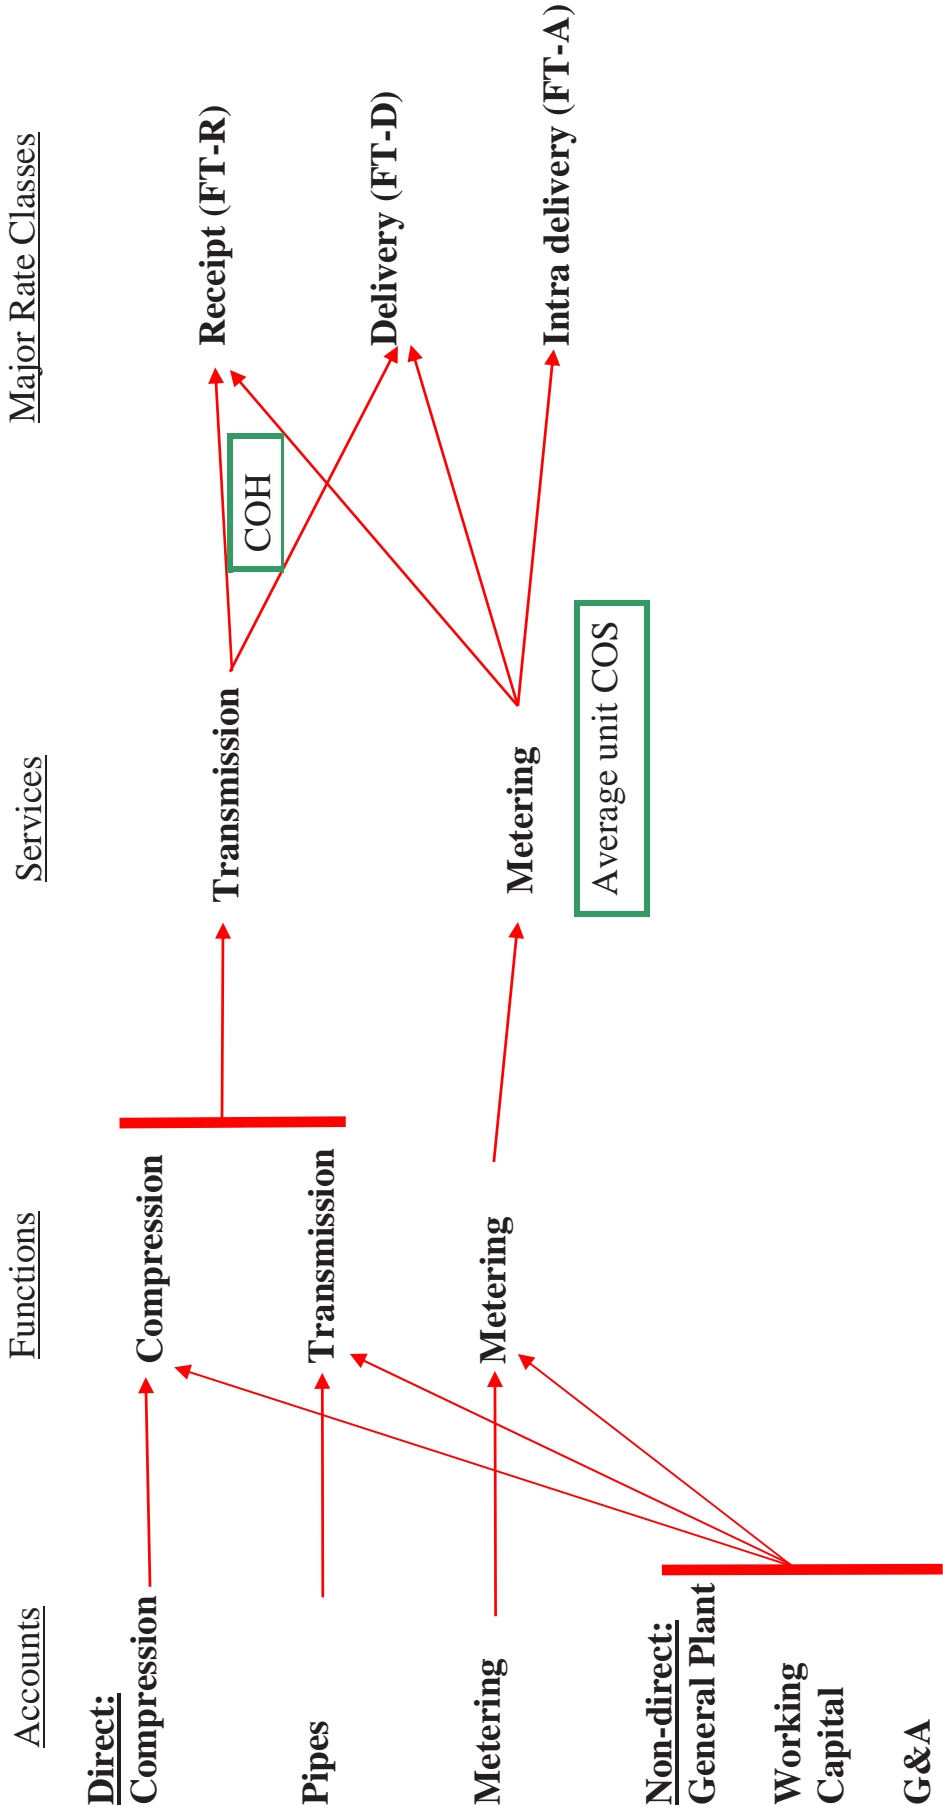 Accounts
Functions
Services
Major Rate Classes
Direct:
Compression
Compression
Transmission
Receipt (FT-R)
COH
Pipes
Transmission
Delivery (FT-D)
Metering
Metering
Metering
Intra delivery (FT-A)
Average unit COS
Non-direct:
General Plant
Working
Capital
G&A